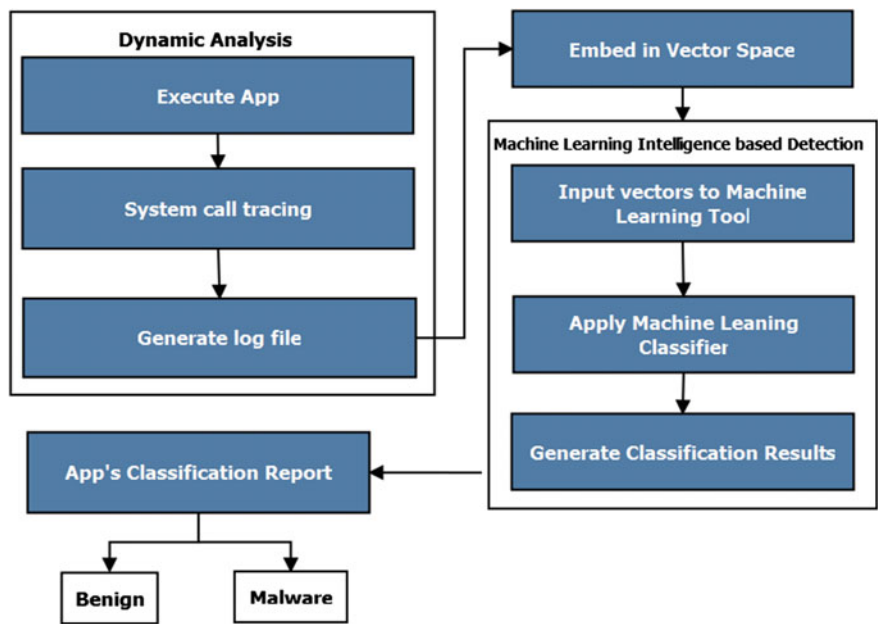 Dynamic Analysis
Execute App
System call tracing
Generate log file
Embed in Vector Space
Machine Learning Intelligence based Detection
Input vectors to Machine
Learning Tool
Apply Machine Leaning
Classifier
Generate Classification Results
App's Classification Report
Benign
Malware